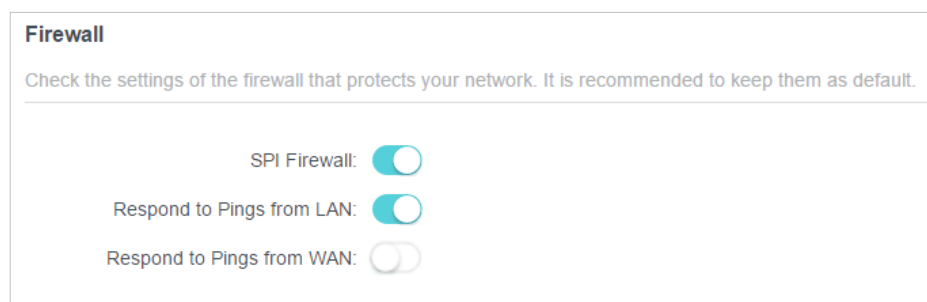 Firewall
Check the settings of the firewall that protects your network. It is recommended to keep them as default.
SPI Firewall:
Respond to Pings from LAN:
Respond to Pings from WAN: